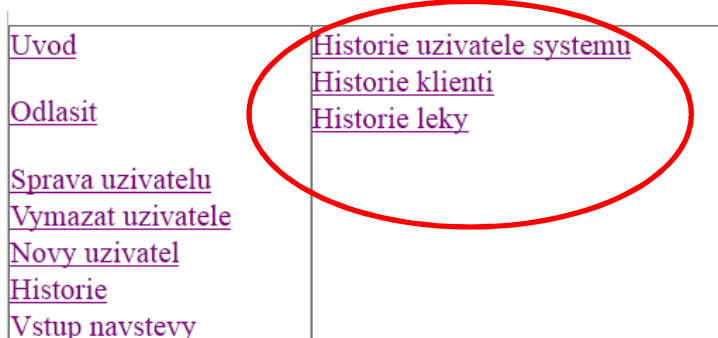 Uvod
Odlasit
Sprava uzivatelu
Vymazat uzivatele
Novy uzivatel
Historie
Vstup navstevy
Historie uzivatele systemu
Historie klienti
Historie leky